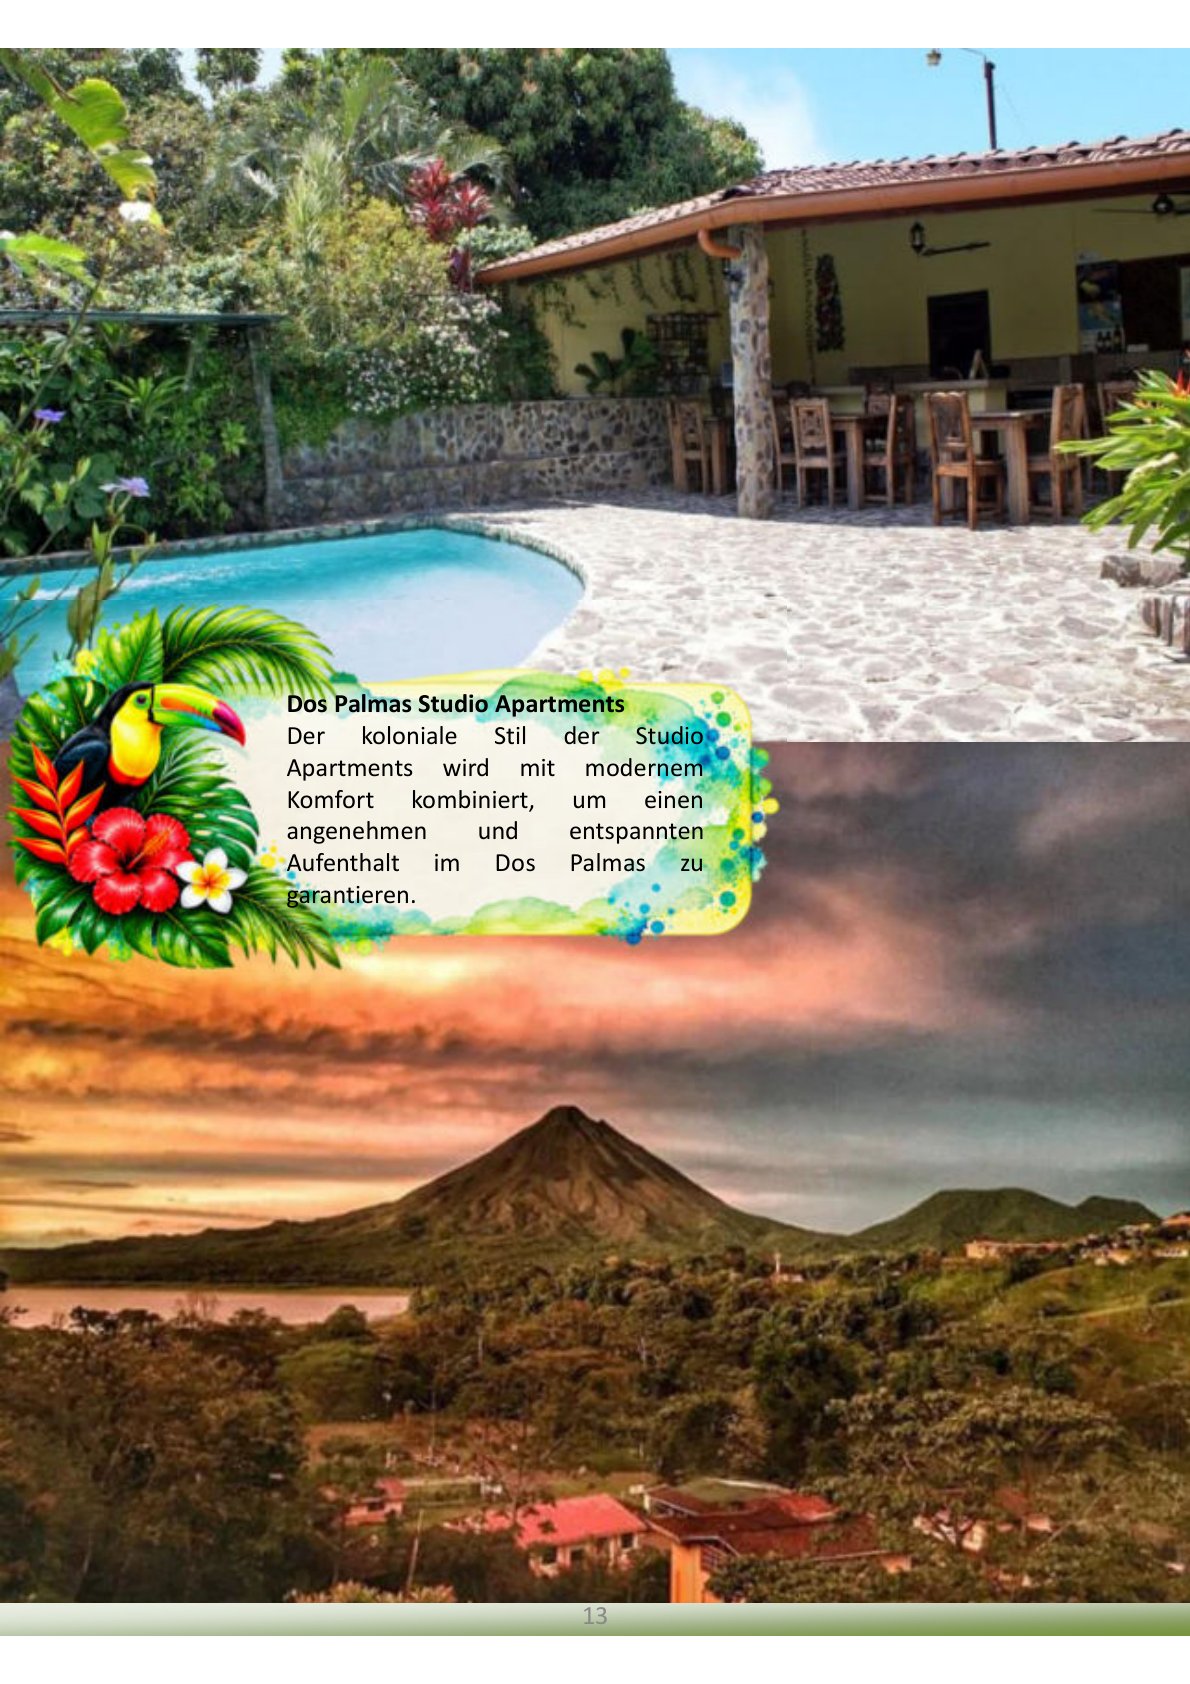 Dos Palmas Studio Apartments
Der koloniale Stil der Studio
Apartments wird mit modernem
Komfort kombiniert, um einen
angenehmen und entspannten
Aufenthalt im Dos Palmas zu
garantieren.
13